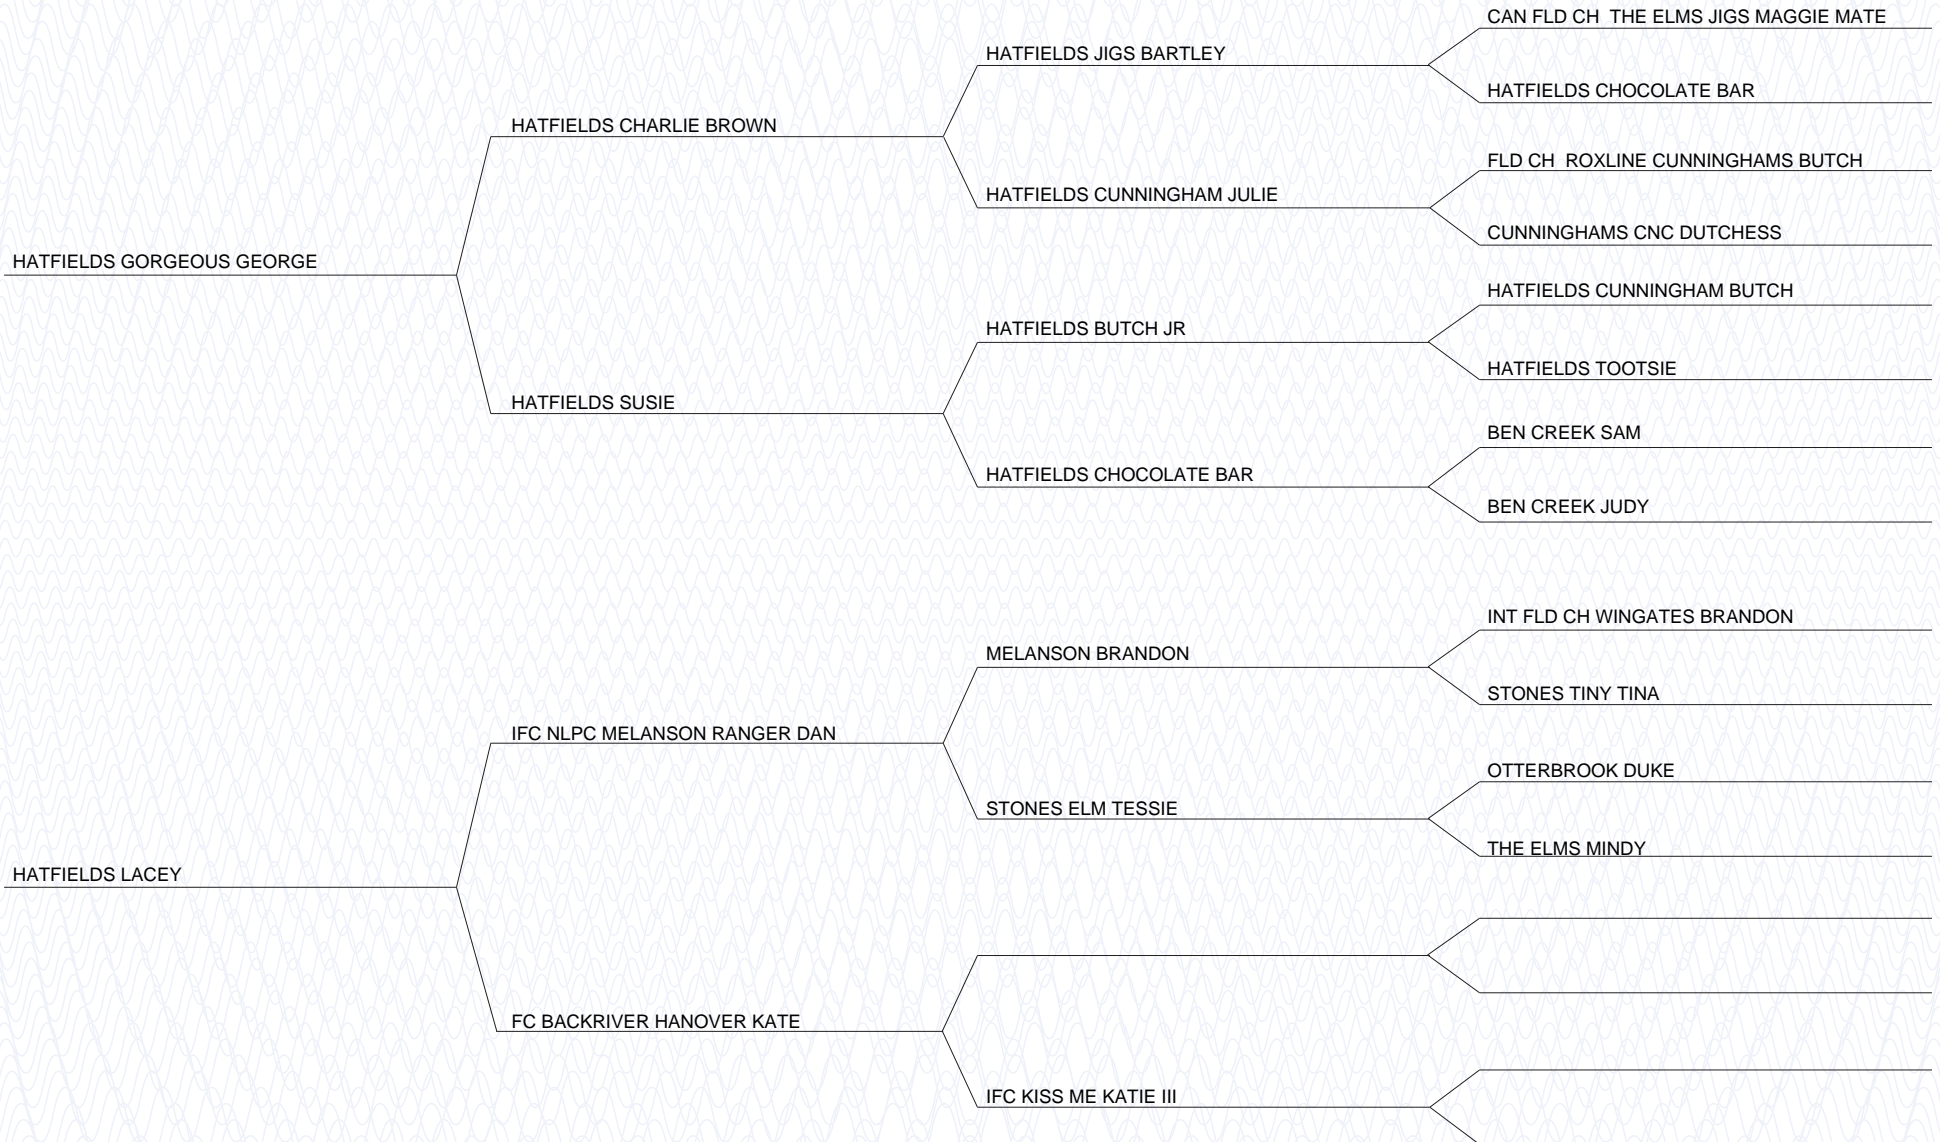 CAN FLD CH  THE ELMS JIGS MAGGIE MATE
HATFIELDS JIGS BARTLEY
HATFIELDS CHOCOLATE BAR
HATFIELDS CHARLIE BROWN
FLD CH  ROXLINE CUNNINGHAMS BUTCH
HATFIELDS CUNNINGHAM JULIE
CUNNINGHAMS CNC DUTCHESS
HATFIELDS GORGEOUS GEORGE
HATFIELDS CUNNINGHAM BUTCH
HATFIELDS BUTCH JR
HATFIELDS TOOTSIE
HATFIELDS SUSIE
BEN CREEK SAM
HATFIELDS CHOCOLATE BAR
BEN CREEK JUDY
INT FLD CH WINGATES BRANDON
MELANSON BRANDON
STONES TINY TINA
IFC NLPC MELANSON RANGER DAN
OTTERBROOK DUKE
STONES ELM TESSIE
THE ELMS MINDY
HATFIELDS LACEY
FC BACKRIVER HANOVER KATE
IFC KISS ME KATIE III